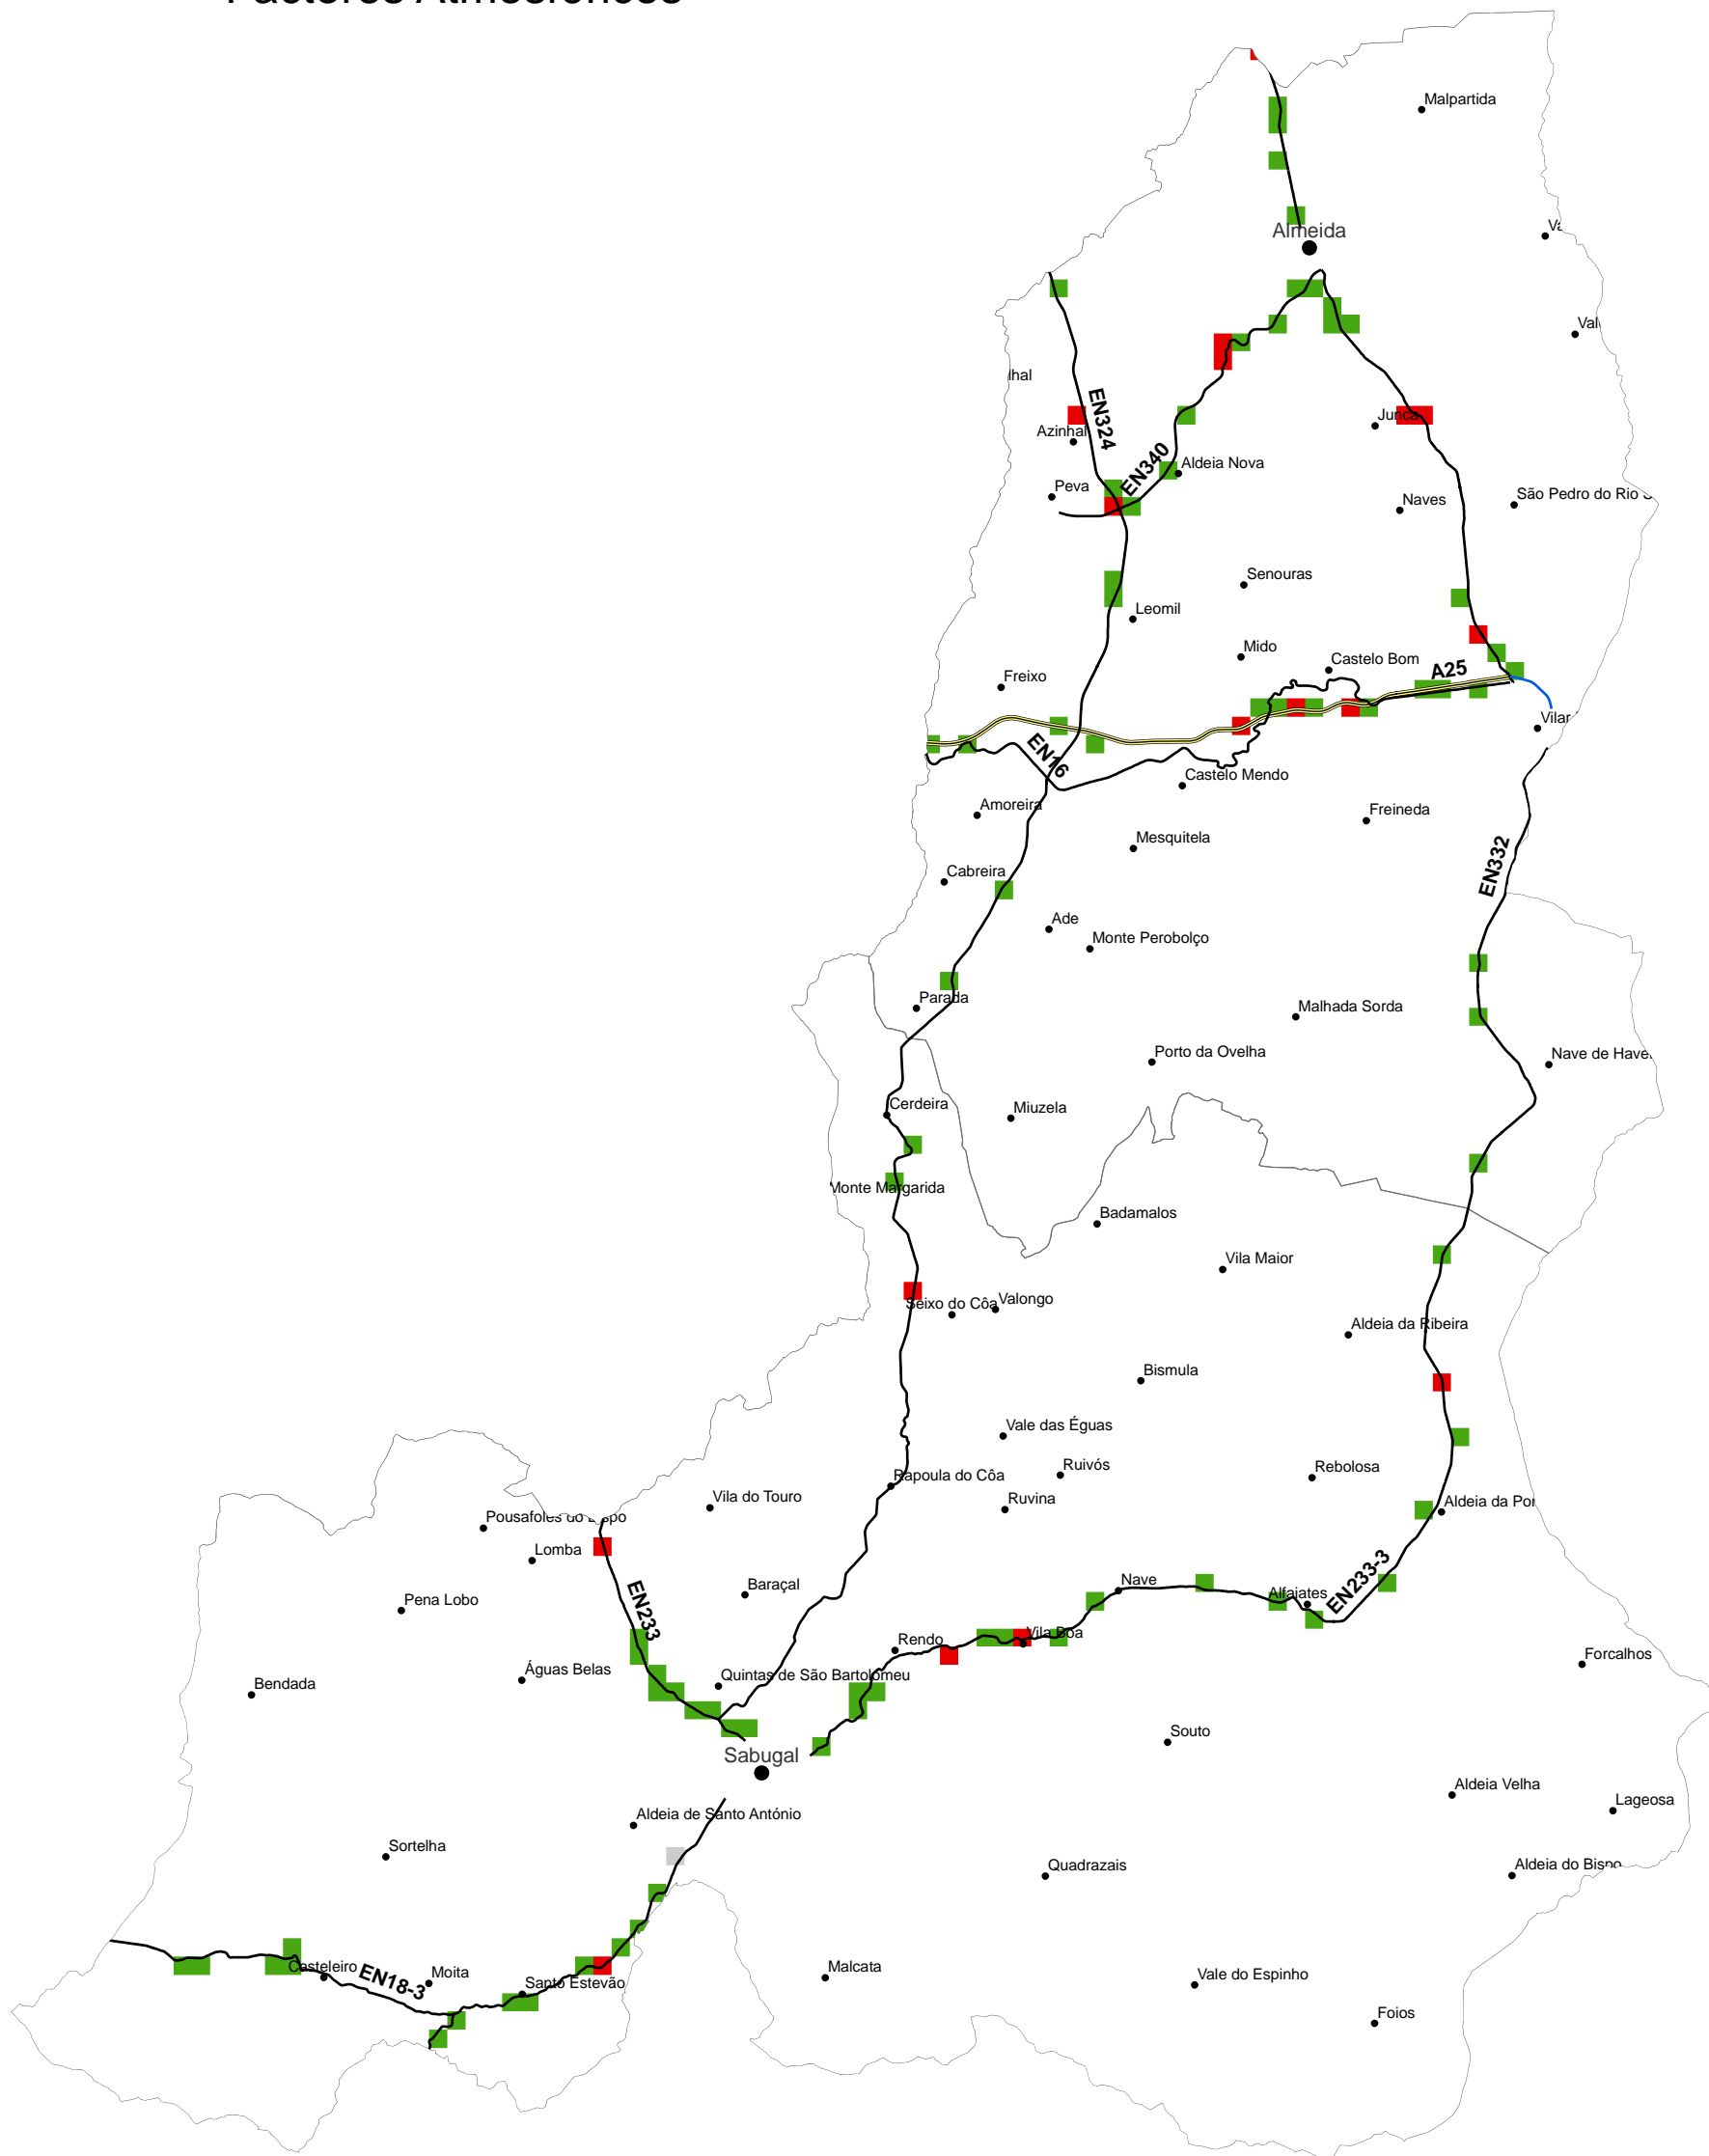 Factores Atmosféricos
Malpartida
Almeida
EN324
Azinhal
Junca
EN340
Aldeia Nova
Peva
Naves
São Pedro do Rio
Senouras
Leomil
Mido
Castelo Bom
A25
Freixo
Vilar
EN16
Castelo Mendo
Amoreira
Freineda
Mesquitela
EN332
Cabreira
Ade
Monte Perobolço
Parada
Malhada Sorda
Porto da Ovelha
Nave de Haver
Cerdeira
Miuzela
Monte Margarida
Badamalos
Vila Maior
Seixo do Côa
Valongo
Aldeia da Ribeira
Bismula
Vale das Éguas
Ruivós
Rebolosa
Rapoula do Côa
Vila do Touro
Ruvina
Aldeia da
Pousafoles do Bispo
Lomba
Baraçal
Nave
Alfaiates
EN233-3
Pena Lobo
EN233
Rendo
Vila Boa
Forcalhos
Águas Belas
Quintas de São Bartolomeu
Bendada
Souto
Sabugal
Aldeia Velha
Lageosa
Aldeia de Santo António
Sortelha
Quadrazais
Aldeia do Bispo
Casteleiro
EN18-3
Moita
Santo Estevão
Malcata
Vale do Espinho
Foios